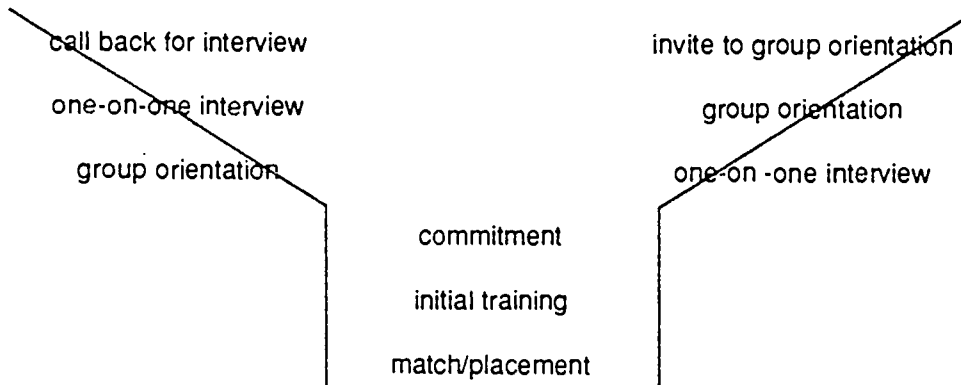 call back for interview
one-on-one interview
group orientation
invite to group orientation
group orientation
one-on -one interview
commitment
initial training
match/placement